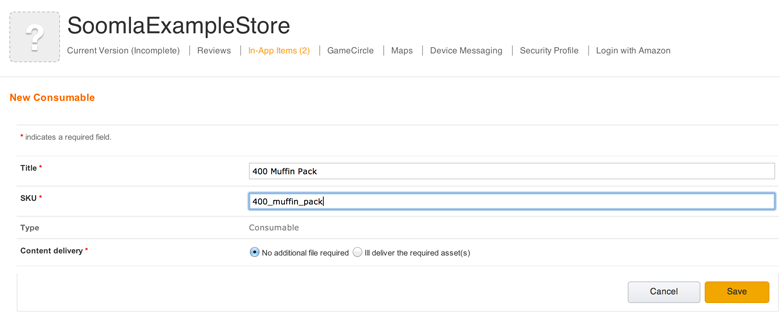 ?
SoomlaExampleStore
Current Version (Incomplete) | Reviews | In-App Items (2) | GameCircle | Maps | Device Messaging | Security Profile | Login with Amazon
New Consumable
* indicates a required field.
Title * 400 Muffin Pack
SKU * 400_muffin_pack
Type Consumable
Content delivery * No additional file required Ill deliver the required asset(s)
Cancel Save